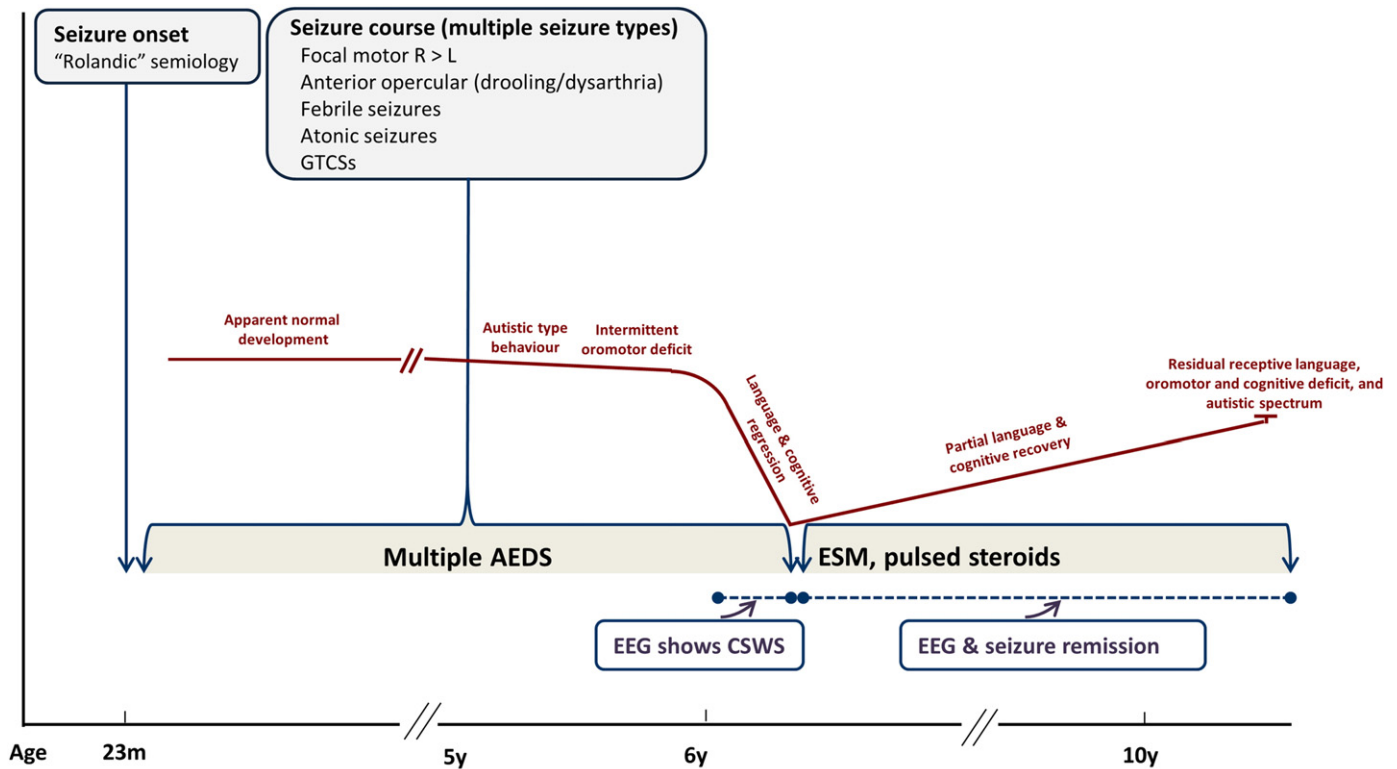 Seizure onset
“Rolandic” semiology
Seizure course (multiple seizure types)
Focal motor R > L
Anterior opercular (drooling/dysarthria)
Febrile seizures
Atonic seizures
GTCSs
Apparent normal
development
Autistic type
behaviour
Intermittent
oromotor deficit
Language & cognitive
regression
Partial language &
cognitive recovery
Residual receptive language,
oromotor and cognitive deficit, and
autistic spectrum
Multiple AEDS
ESM, pulsed steroids
EEG shows CSWS
EEG & seizure remission
Age
23m
5y
6y
10y